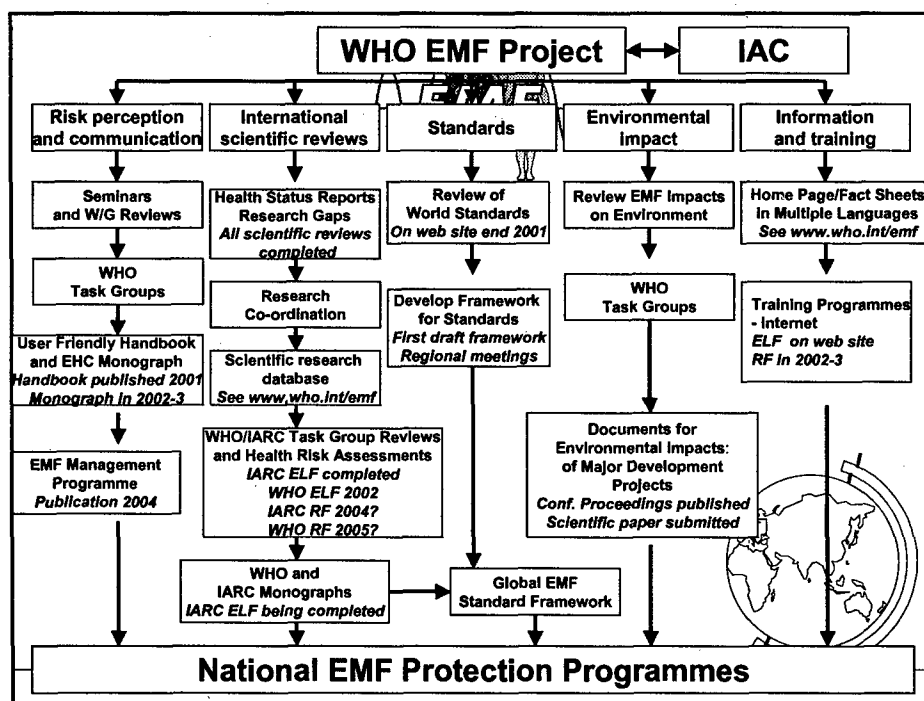 WHO EMF Project
IAC
Risk perception
and communication
International
scientific reviews
Standards
Environmental
impact
Information
and training
Seminars
and W/G Reviews
Health Status Reports
Research Gaps
All scientific reviews
completed
Review of
World Standards
On web site end 2001
Review EMF Impacts
on Environment
Home Page/Fact Sheets
in Multiple Languages
See www.who.int/emf
WHO
Task Groups
Research
Co-ordination
Develop Framework
for Standards
First draft framework
Regional meetings
WHO
Task Groups
Training Programmes
- Internet
ELF on web site
RF in 2002-3
User Friendly Handbook
and EHC Monograph
Handbook published 2001
Monograph in 2002-3
Scientific research
database
See www.who.int/emf
WHO/IARC Task Group Reviews
and Health Risk Assessments
IARC ELF completed
WHO ELF 2002
IARC RF 2004?
WHO RF 2005?
Documents for
Environmental Impacts:
of Major Development
Projects
Conf. Proceedings published
Scientific paper submitted
EMF Management
Programme
Publication 2004
WHO and
IARC Monographs
IARC ELF being completed
Global EMF
Standard Framework
National EMF Protection Programmes